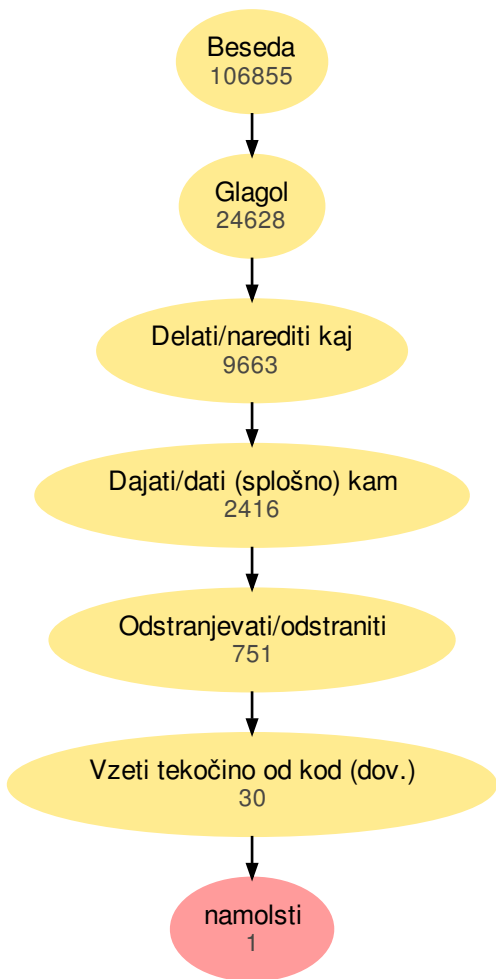 Beseda
106855
Glagol
24628
Delati/narediti kaj
9663
Dajati/dati (splošno) kam
2416
Odstranjevati/odstraniti
751
Vzeti tekočino od kod (dov.)
30
namolsti
1